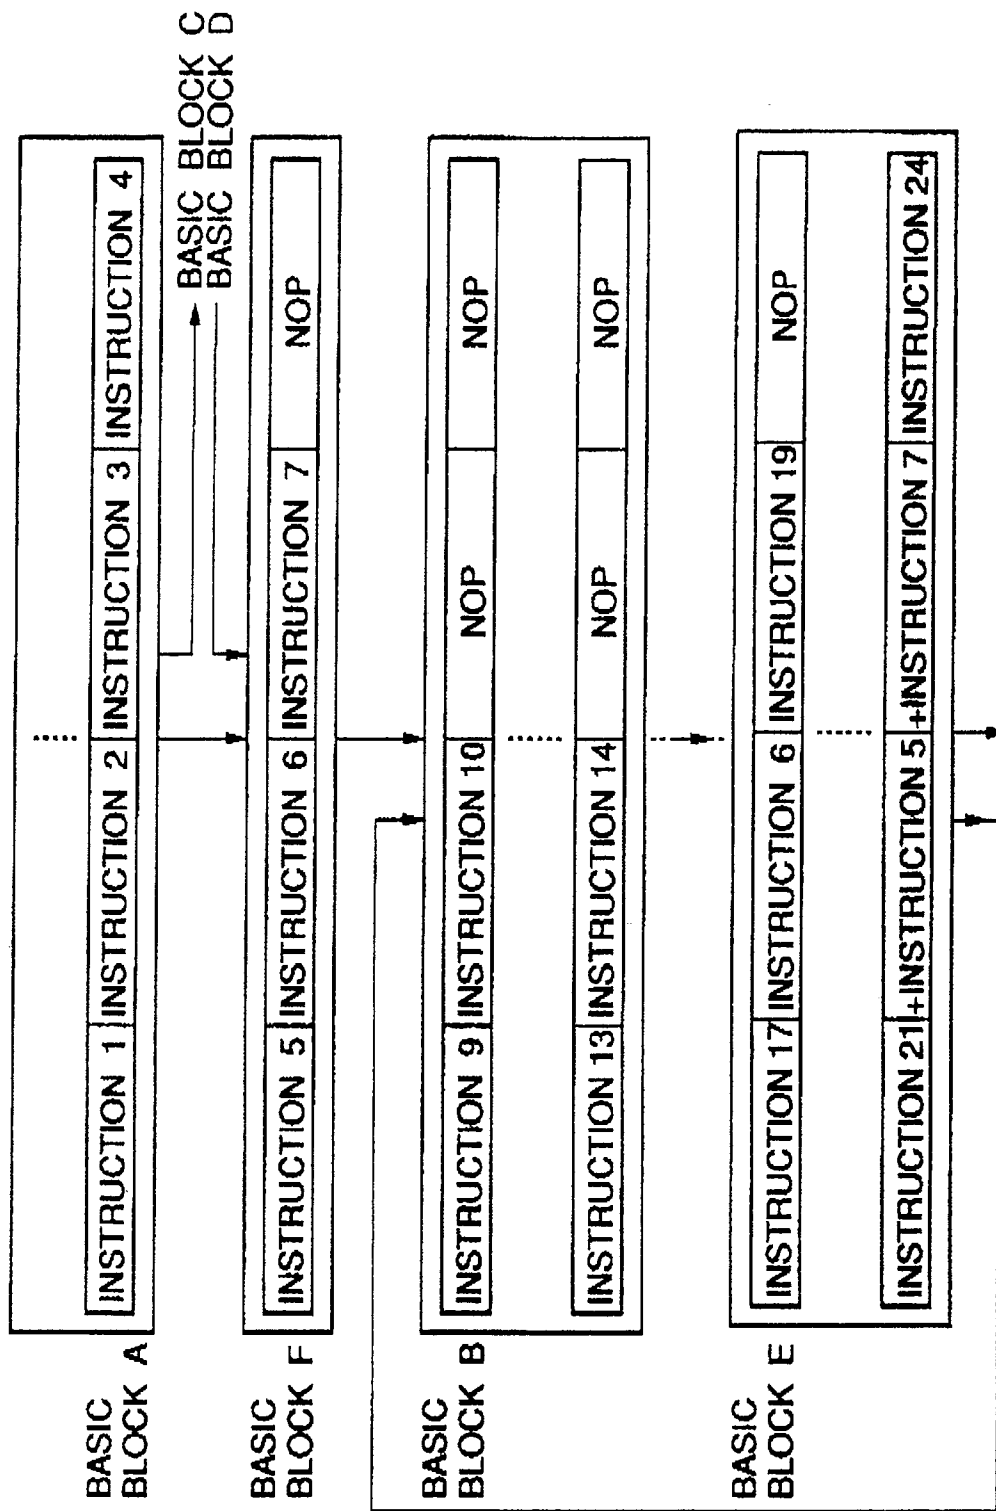 BASIC
BLOCK A
INSTRUCTION 1 INSTRUCTION 2 INSTRUCTION 3 INSTRUCTION 4
BASIC BLOCK C
BASIC BLOCK D
BASIC
BLOCK F
INSTRUCTION 5 INSTRUCTION 6 INSTRUCTION 7 NOP
BASIC
BLOCK B
INSTRUCTION 9 INSTRUCTION 10 NOP NOP
INSTRUCTION 13 INSTRUCTION 14 NOP NOP
BASIC
BLOCK E
INSTRUCTION 17 INSTRUCTION 6 INSTRUCTION 19 NOP
INSTRUCTION 21 +INSTRUCTION 5 +INSTRUCTION 7 INSTRUCTION 24